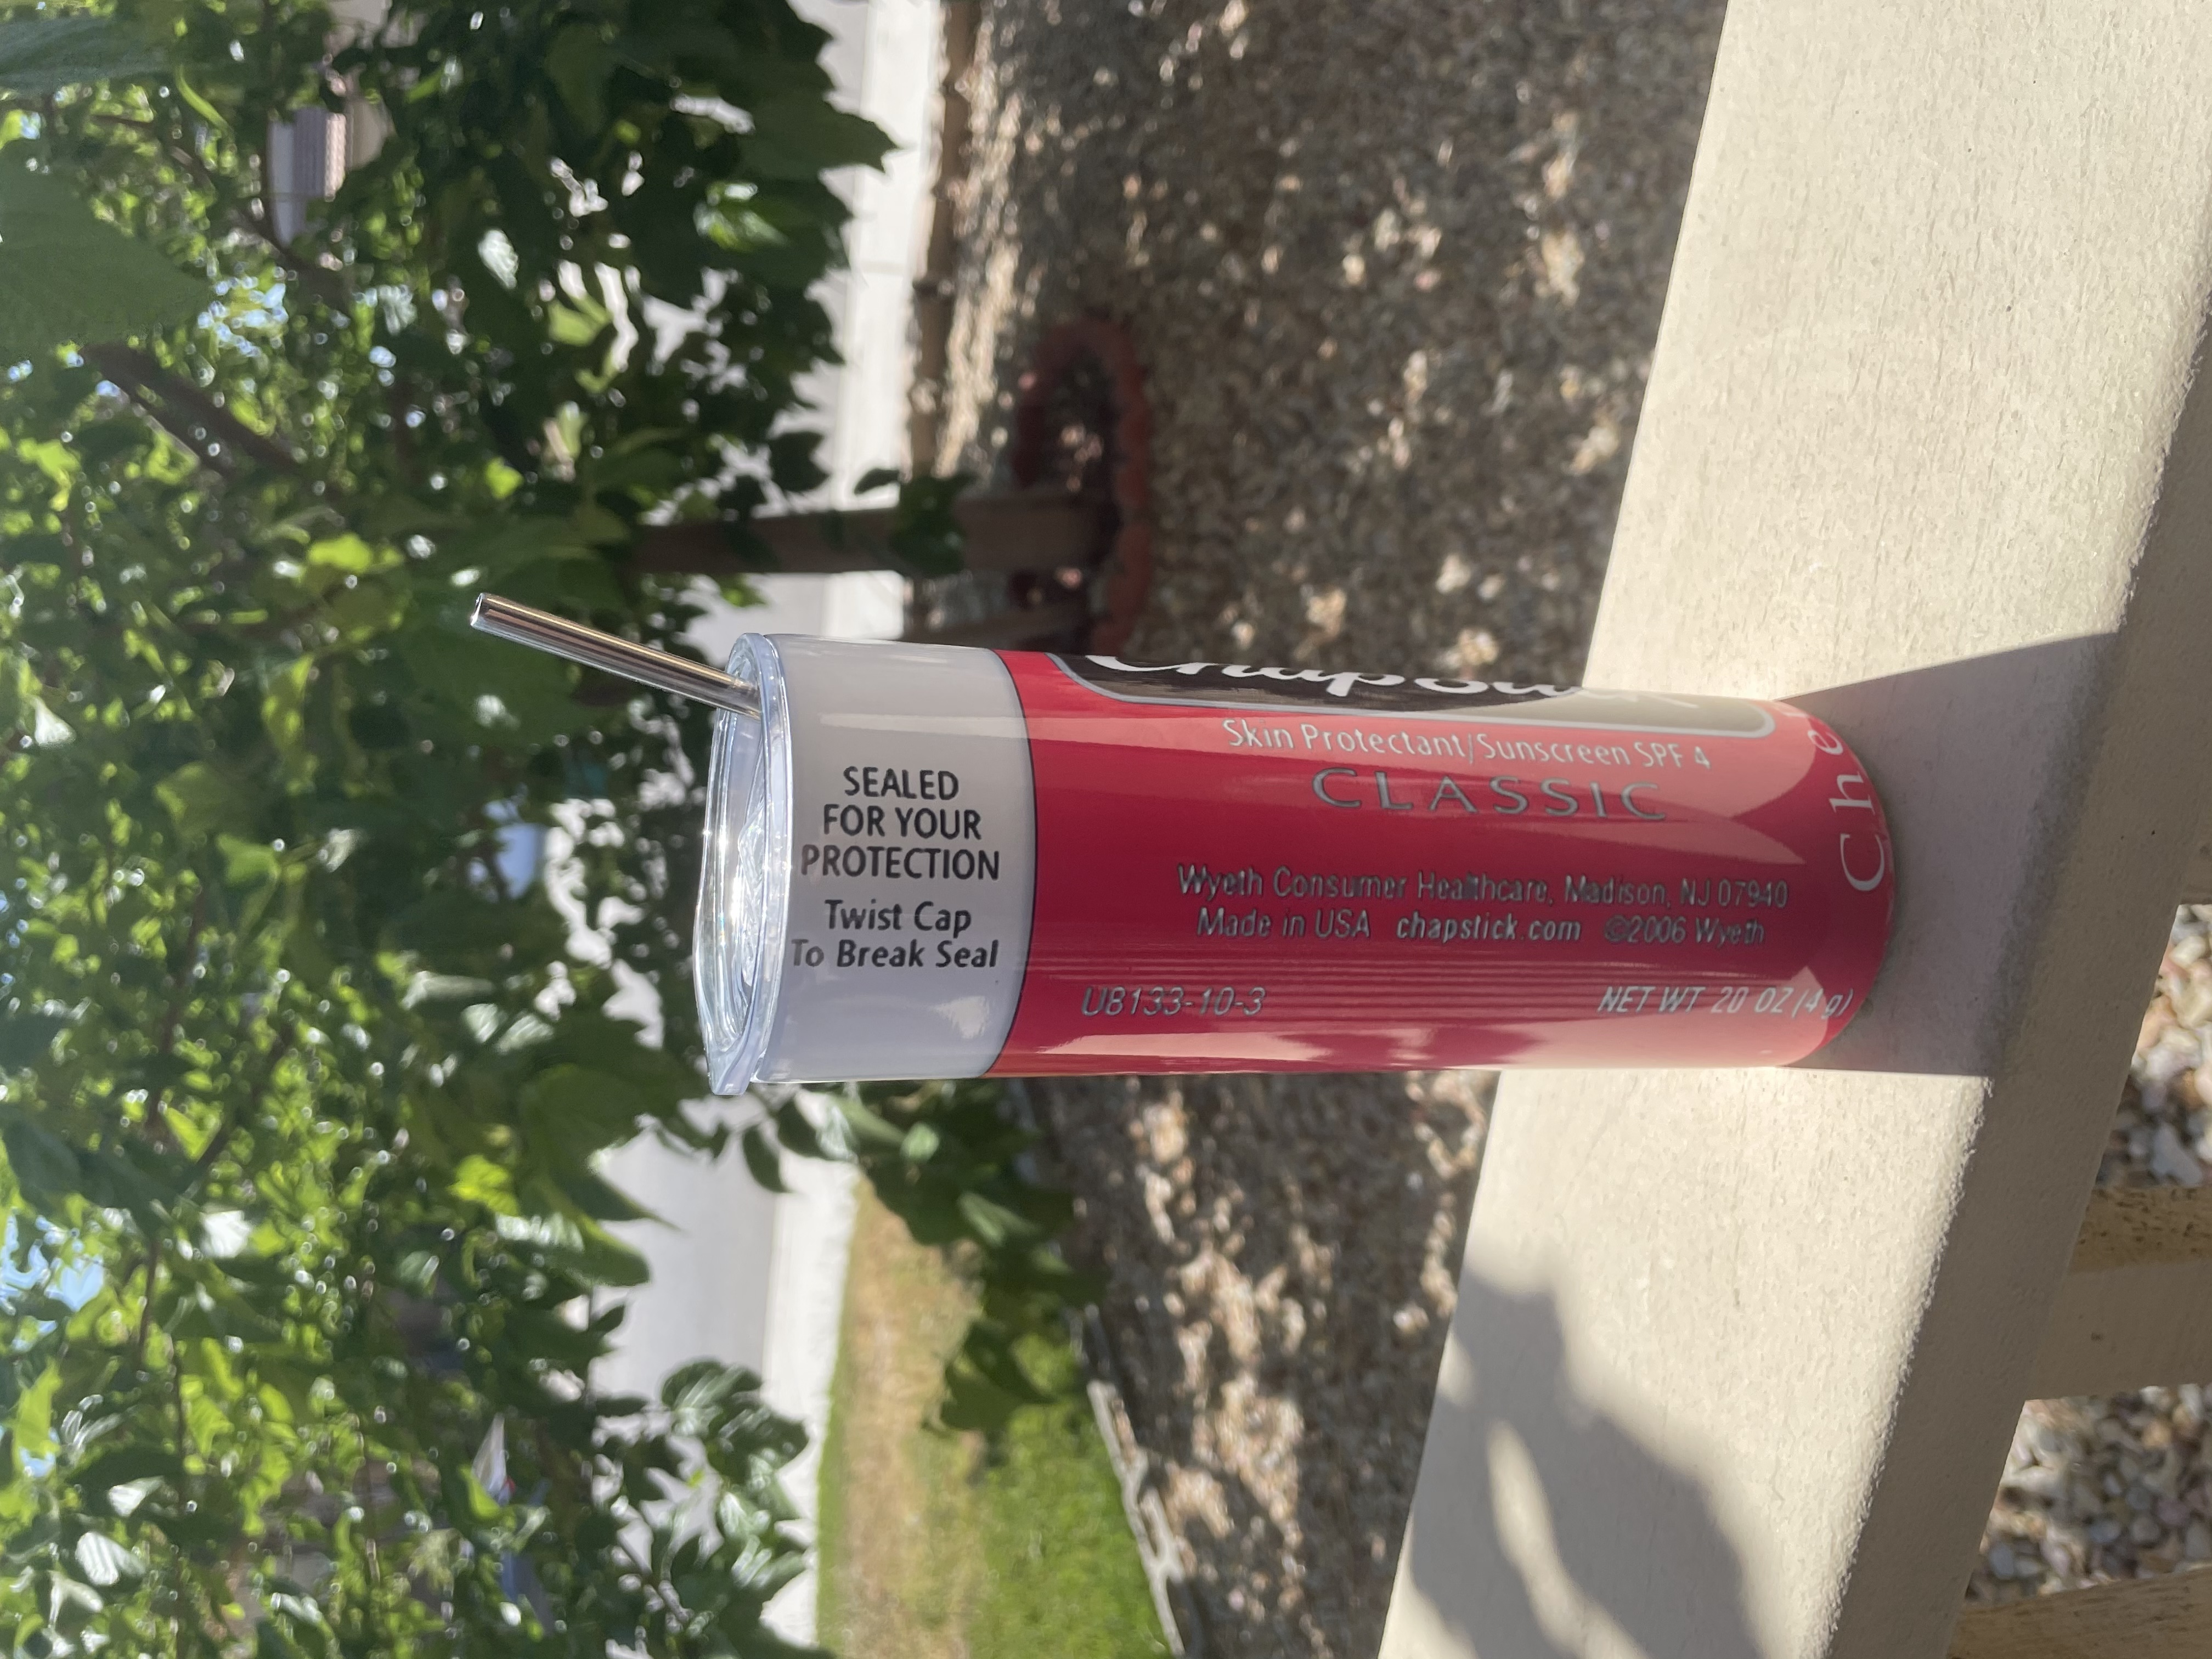 SEALED
FOR YOUR
PROTECTION
Twist Cap
To Break Seal
Skin Protectant/Sunscreen SPF 4
CLASSIC
Wyeth Consumer Healthcare, Madison, NJ 07940
Made in USA chapstick.com ©2006 Wyeth
U8133-10-3
NET WT 20 OZ (4 g)